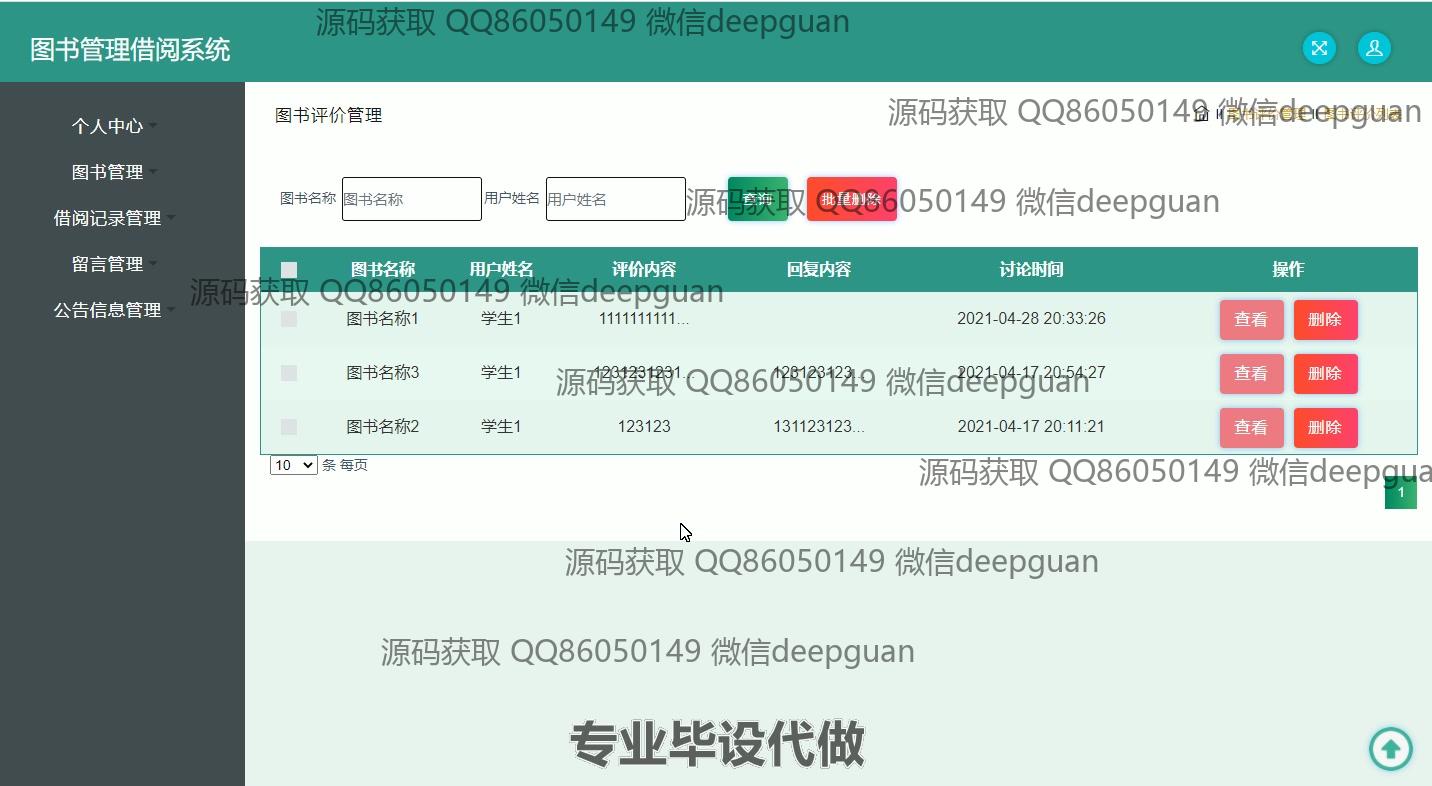 源码获取 QQ86050149 微信deepguan
图书管理借阅系统
个人中心
图书管理
借阅记录管理
留言管理
公告信息管理
图书评价管理
源码获取 QQ86050149 微信deepguan
图书评价管理 图书评价列表
图书名称 图书名称 用户姓名 用户姓名 查询 批量删除
源码获取 QQ86050149 微信deepguan
图书名称 用户姓名 评价内容 回复内容 讨论时间 操作
源码获取 QQ86050149 微信deepguan
图书名称1 学生1 1111111111... 2021-04-28 20:33:26 查看 删除
图书名称3 学生1 1231231231... 123123123... 2021-04-17 20:54:27 查看 删除
源码获取 QQ86050149 微信deepguan
图书名称2 学生1 123123 131123123... 2021-04-17 20:11:21 查看 删除
10 条 每页
源码获取 QQ86050149 微信deepgua
1
源码获取 QQ86050149 微信deepguan
源码获取 QQ86050149 微信deepguan
专业毕设代做